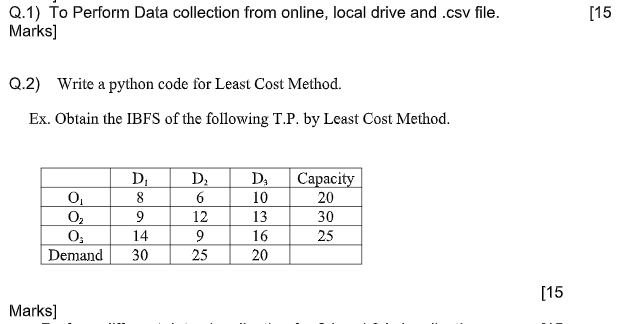 Q.1) To Perform Data collection from online, local drive and .csv file. [15
Marks]
Q.2) Write a python code for Least Cost Method.
Ex. Obtain the IBFS of the following T.P. by Least Cost Method.
D₁ D₂ D₃ Capacity
O₁ 8 6 10 20
O₂ 9 12 13 30
O₃ 14 9 16 25
Demand 30 25 20
[15
Marks]